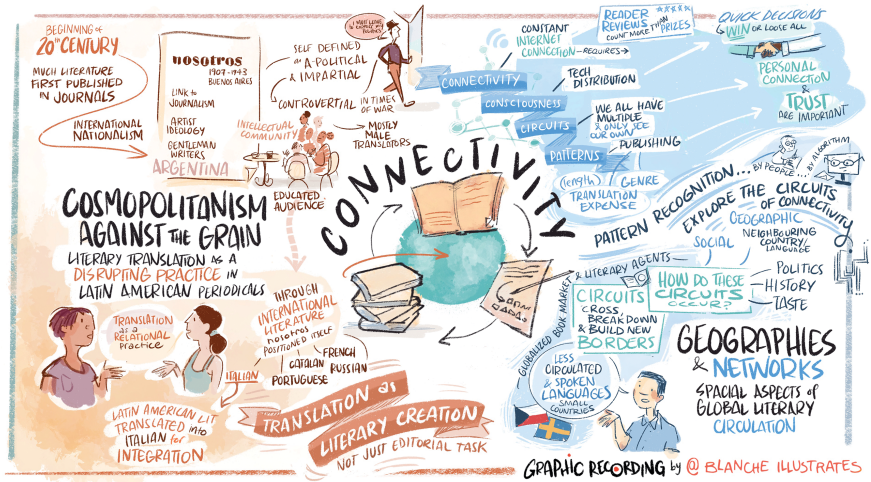 BEGINNING of
20th CENTURY
MUCH LITERATURE
FIRST PUBLISHED
IN JOURNALS
INTERNATIONAL
NATIONALISM
nosotros
1907-1943
BUENOS AIRES
LINK to
JOURNALISM
ARTIST
IDEOLOGY
GENTLEMAN
WRITERS
ARGENTINA
SELF DEFINED
as A-POLITICAL
& IMPARTIAL
CONTROVERTIAL
IN TIMES
OF WAR
MOSTLY
MALE
TRANSLATORS
INTELLECTUAL
COMMUNITY
EDUCATED
AUDIENCE
COSMOPOLITANISM
AGAINST the GRAIN
LITERARY TRANSLATION as a
DISRUPTING PRACTICE in
LATIN AMERICAN PERIODICALS
TRANSLATION
as a
RELATIONAL
PRACTICE
THROUGH
INTERNATIONAL
LITERATURE
nosotros
POSITIONED ITSELF
FRENCH
RUSSIAN
CATALAN
PORTUGUESE
ITALIAN
LATIN AMERICAN LIT
TRANSLATED into
ITALIAN for
INTEGRATION
TRANSLATION as
LITERARY CREATION
NOT JUST EDITORIAL TASK
CONNECTIVITY
CONSTANT
INTERNET
CONNECTION
REQUIRES
READER
REVIEWS
COUNT MORE THAN
PRIZES
QUICK DECISIONS
WIN OR LOOSE ALL
PERSONAL
CONNECTION
&
TRUST
ARE IMPORTANT
CONNECTIVITY
TECH
DISTRIBUTION
CONSCIOUSNESS
CIRCUITS
WE ALL HAVE
MULTIPLE
& ONLY SEE
OUR OWN
PATTERNS
PUBLISHING
(length)
GENRE
TRANSLATION
EXPENSE
PATTERN RECOGNITION...
BY PEOPLE...
BY ALGORITHM
EXPLORE THE CIRCUITS
OF CONNECTIVITY
GEOGRAPHIC
NEIGHBOURING
COUNTRY/
LANGUAGE
SOCIAL
& LITERARY AGENTS
GLOBALIZED BOOK MARKET
HOW DO THESE
CIRCUITS
OCCUR?
POLITICS
HISTORY
TASTE
CIRCUITS
CROSS,
BREAKDOWN
& BUILD NEW
BORDERS
LESS
CIRCULATED
& SPOKEN
LANGUAGES
SMALL
COUNTRIES
GEOGRAPHIES
& NETWORKS
SPACIAL ASPECTS of
GLOBAL LITERARY
CIRCULATION
GRAPHIC RECORDING by @ BLANCHE ILLUSTRATES